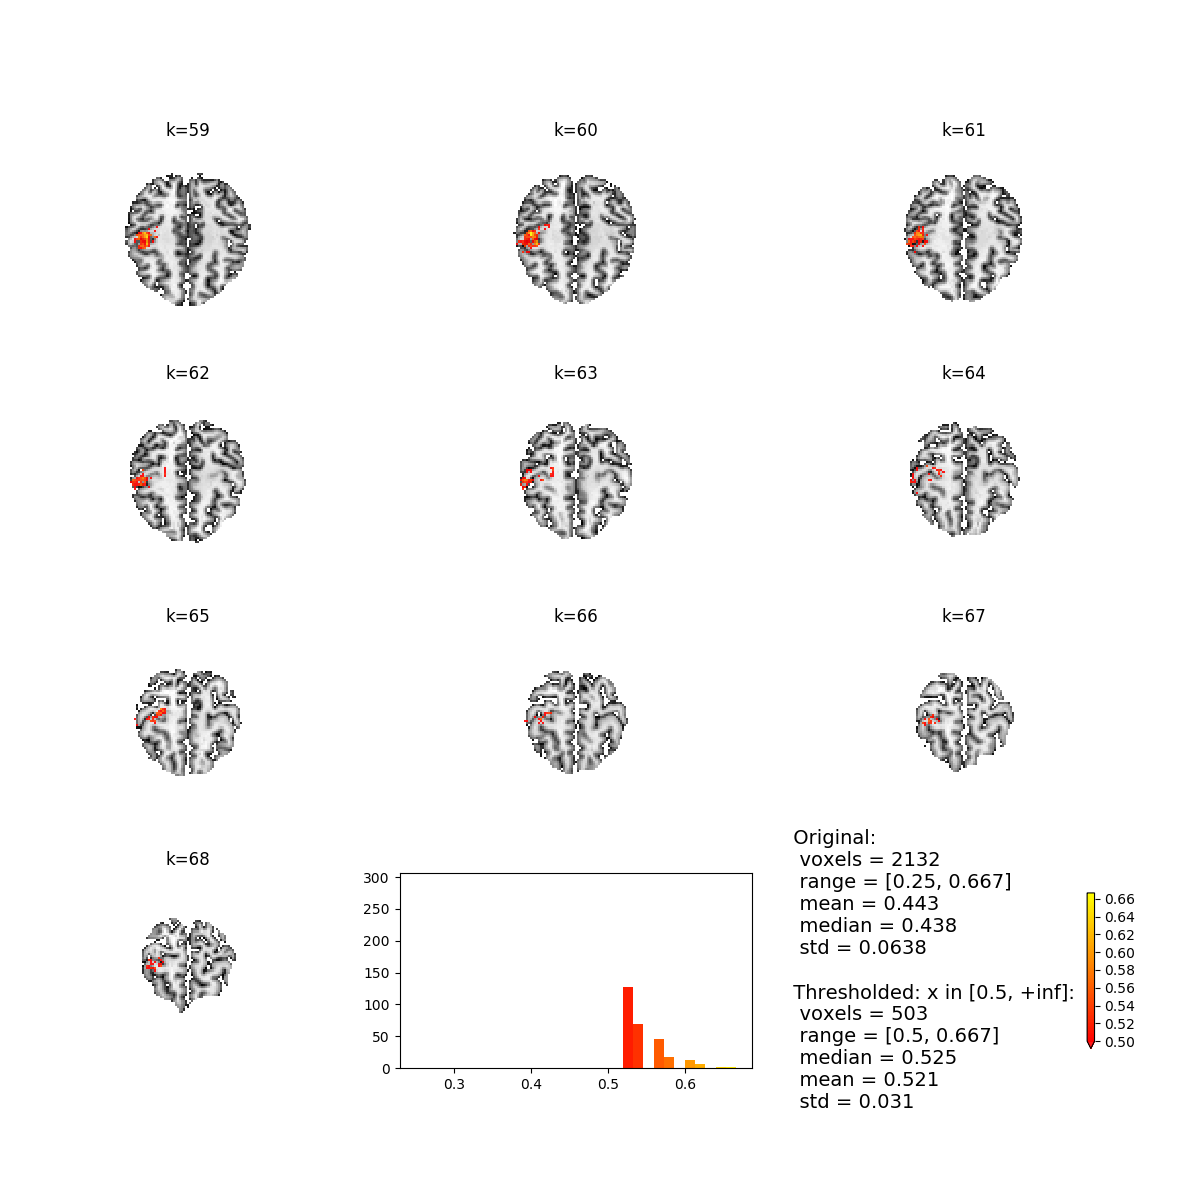 k=59
k=60
k=61
k=62
k=63
k=64
k=65
k=66
k=67
k=68
300
250
200
150
100
50
0
0.3
0.4
0.5
0.6
Original:
voxels = 2132
range = [0.25, 0.667]
mean = 0.443
median = 0.438
std = 0.0638
Thresholded: x in [0.5, +inf]:
voxels = 503
range = [0.5, 0.667]
median = 0.525
mean = 0.521
std = 0.031
0.66
0.64
0.62
0.60
0.58
0.56
0.54
0.52
0.50